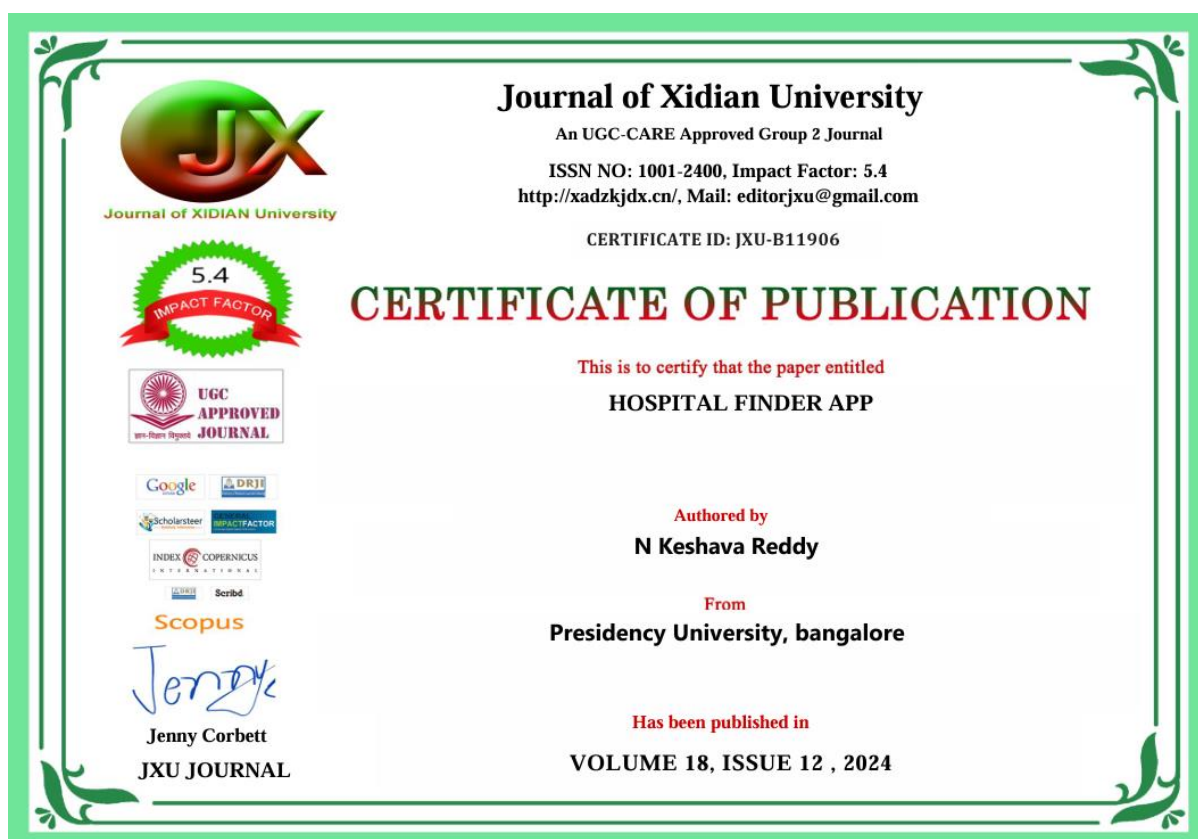 Journal of Xidian University
An UGC-CARE Approved Group 2 Journal
ISSN NO: 1001-2400, Impact Factor: 5.4
http://xadzkjdx.cn/, Mail: editorjxu@gmail.com
CERTIFICATE ID: JXU-B11906
CERTIFICATE OF PUBLICATION
This is to certify that the paper entitled
HOSPITAL FINDER APP
Authored by
N Keshava Reddy
From
Presidency University, bangalore
Has been published in
VOLUME 18, ISSUE 12 , 2024
JX
Journal of XIDIAN University
5.4
IMPACT FACTOR
UGC
APPROVED
JOURNAL
ज्ञान-विज्ञान विमुक्तये
Google
DRJI
Scholarsteer
GENERAL
IMPACTFACTOR
INDEX COPERNICUS
INTERNATIONAL
DRJI
Scribd
Scopus
Jenny Corbett
JXU JOURNAL